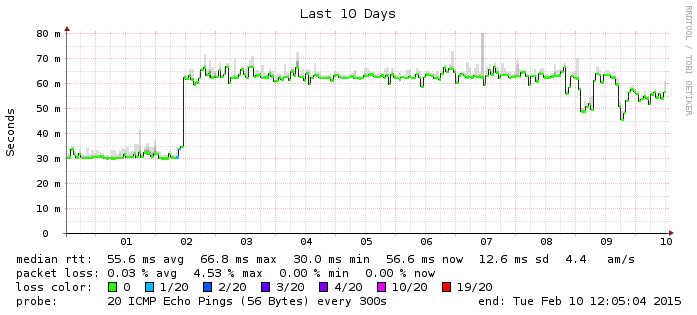 Last 10 Days
RRDTOOL / TOBI OETIKER
Seconds
80 m
70 m
60 m
50 m
40 m
30 m
20 m
10 m
0
01 02 03 04 05 06 07 08 09 10
median rtt: 55.6 ms avg 66.8 ms max 30.0 ms min 56.6 ms now 12.6 ms sd 4.4 am/s
packet loss: 0.03 % avg 4.53 % max 0.00 % min 0.00 % now
loss color: 0 1/20 2/20 3/20 4/20 10/20 19/20
probe: 20 ICMP Echo Pings (56 Bytes) every 300s end: Tue Feb 10 12:05:04 2015